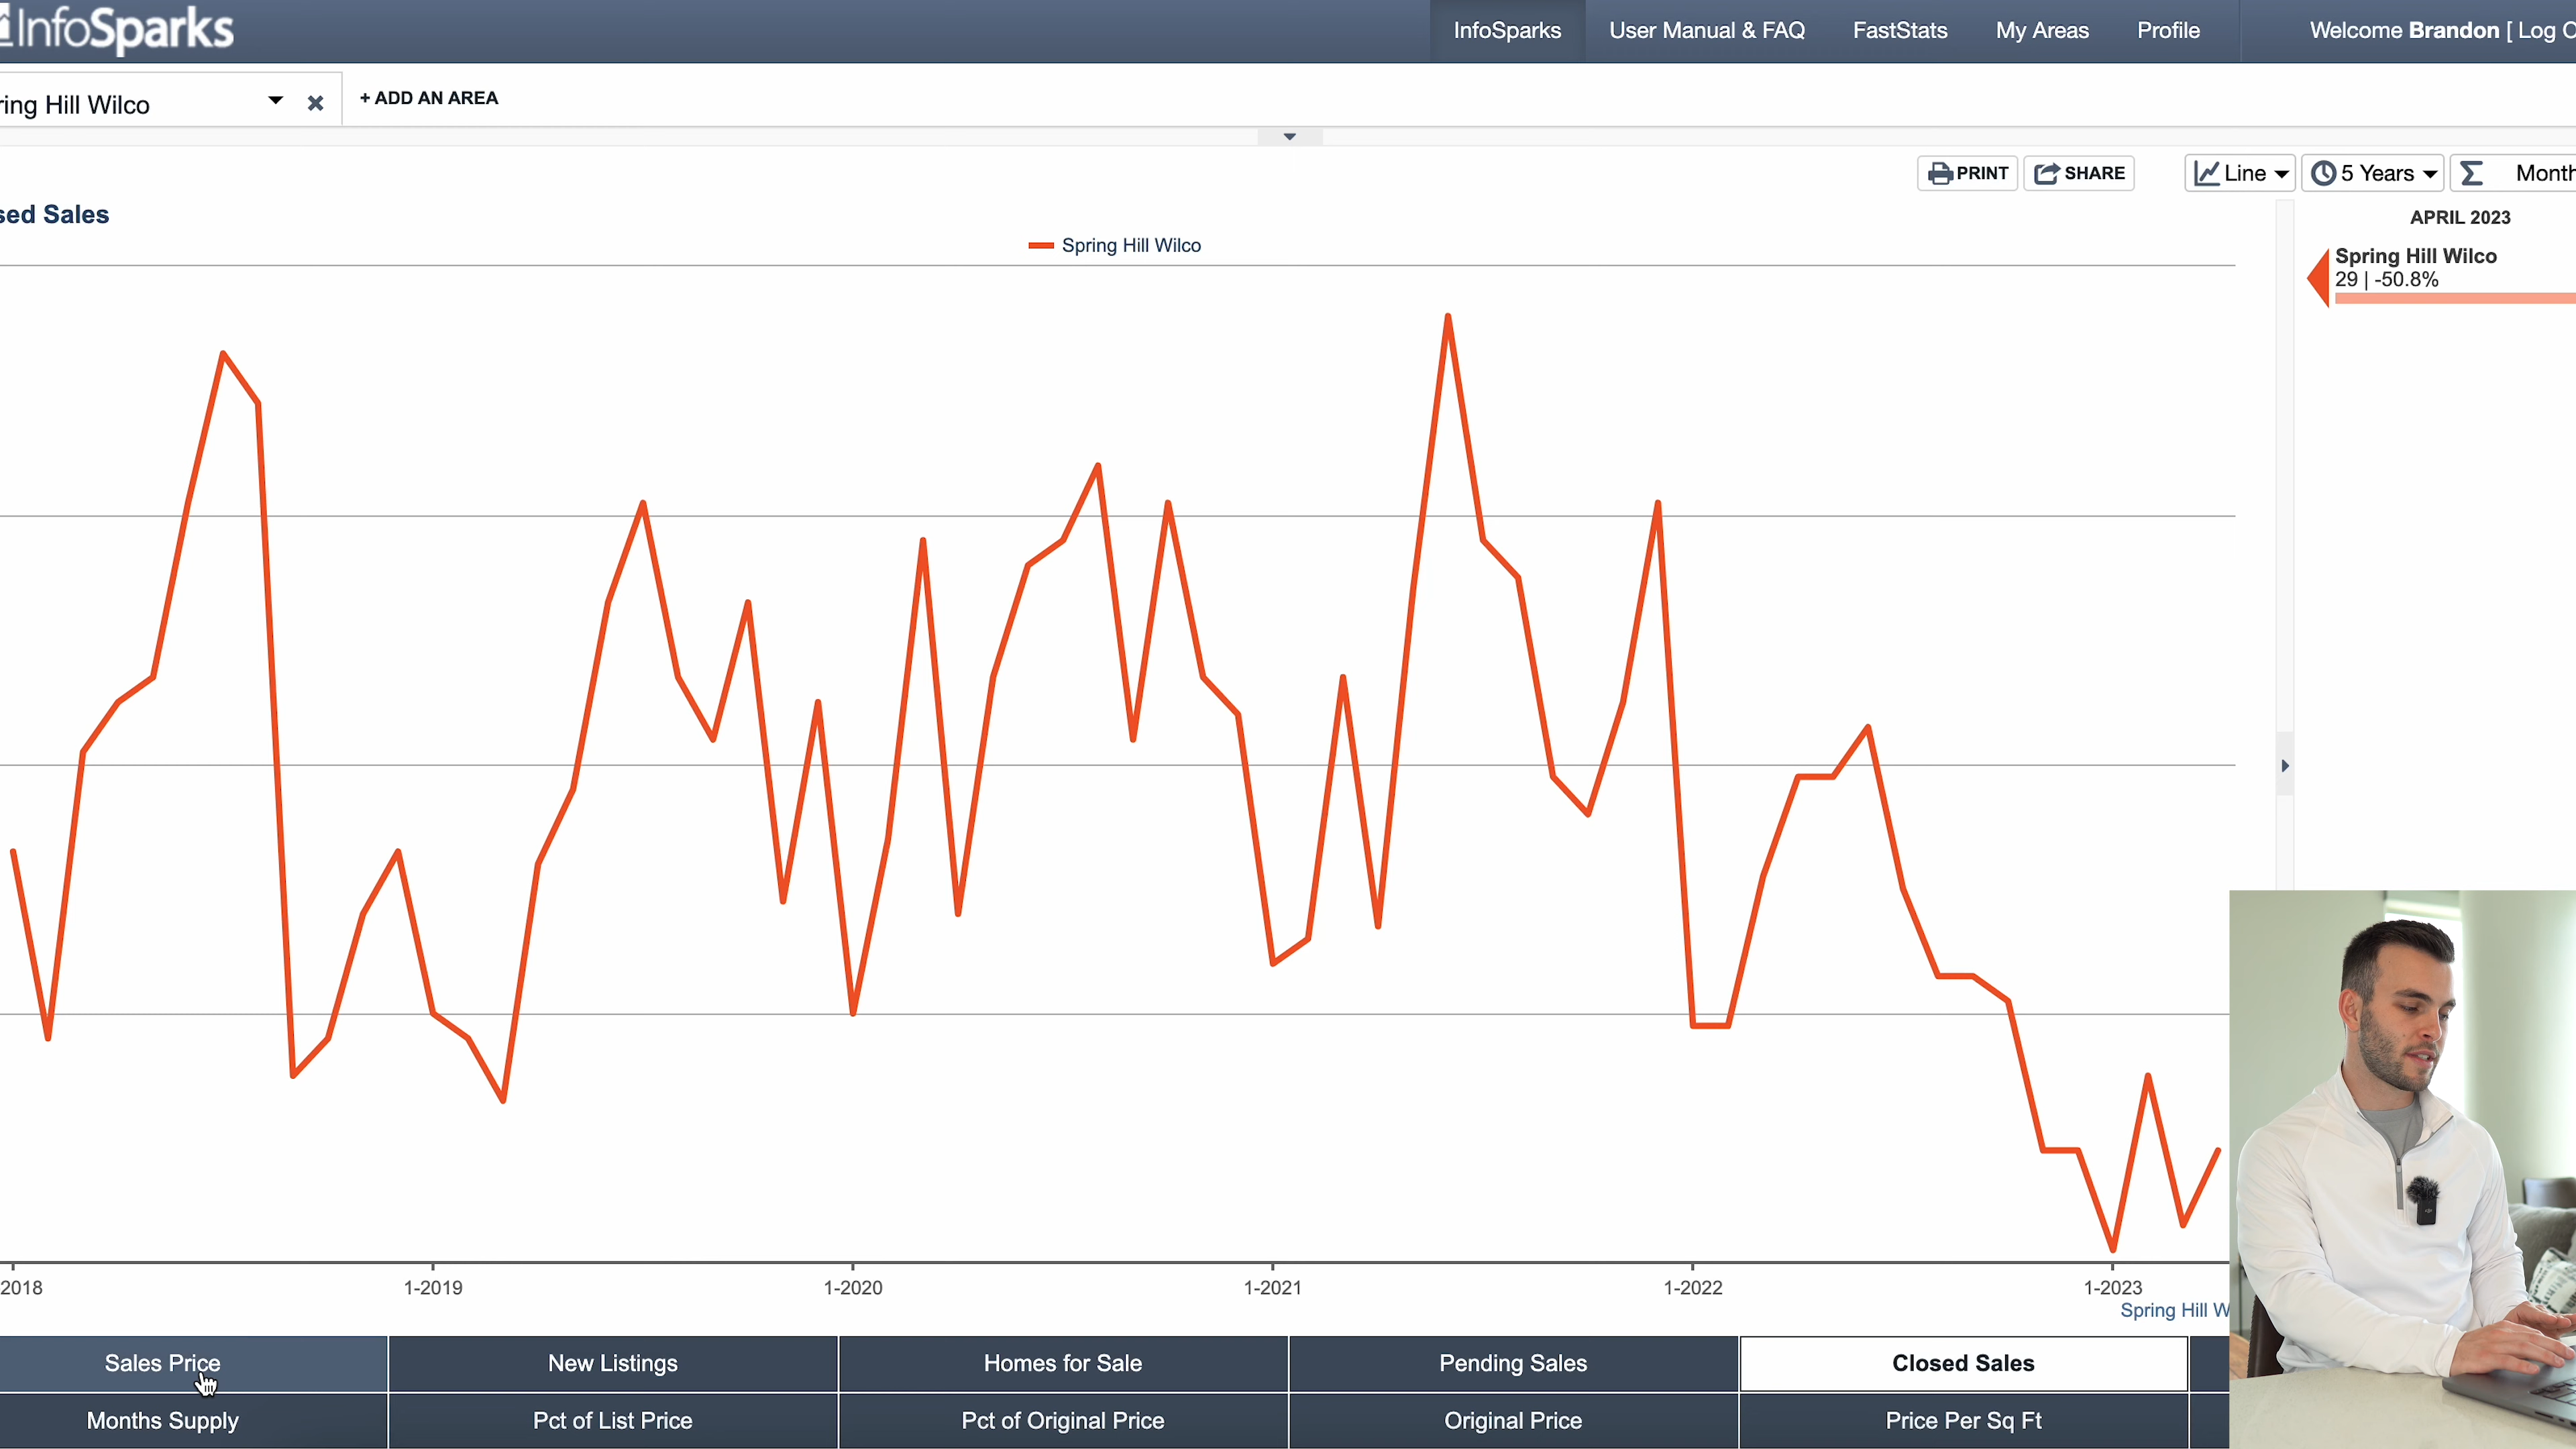 InfoSparks
InfoSparks
User Manual & FAQ
FastStats
My Areas
Profile
Welcome Brandon [ Log
Hill Wilco
+ ADD AN AREA
PRINT
SHARE
Line
5 Years
Σ
Month
APRIL 2023
Sales
Spring Hill Wilco
Spring Hill Wilco
29 | -50.8%
2018
1-2019
1-2020
1-2021
1-2022
1-2023
Spring Hill
Sales Price
New Listings
Homes for Sale
Pending Sales
Closed Sales
Months Supply
Pct of List Price
Pct of Original Price
Original Price
Price Per Sq Ft